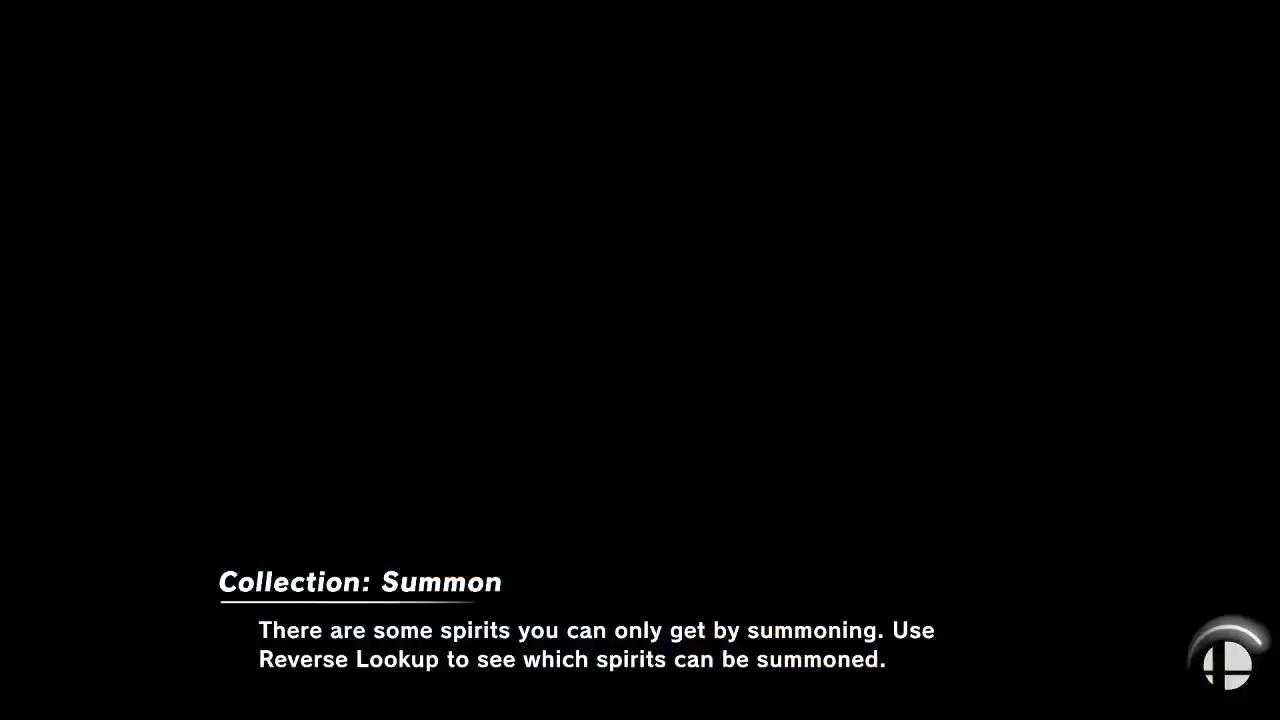 Collection: Summon
There are some spirits you can only get by summoning. Use
Reverse Lookup to see which spirits can be summoned.